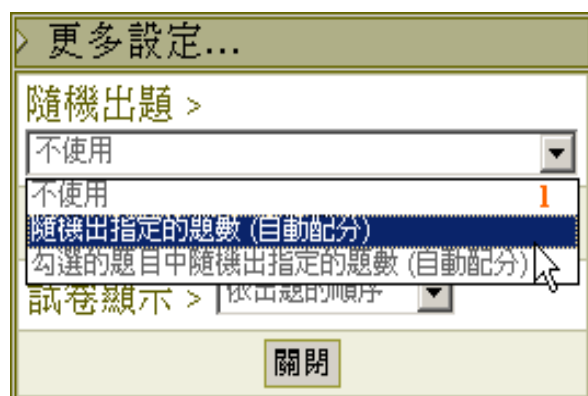 更多設定...
隨機出題 >
不使用
不使用 1
隨機出指定的題數 (自動配分)
勾選的題目中隨機出指定的題數 (自動配分)
試卷顯示 > 依出題的順序
關閉